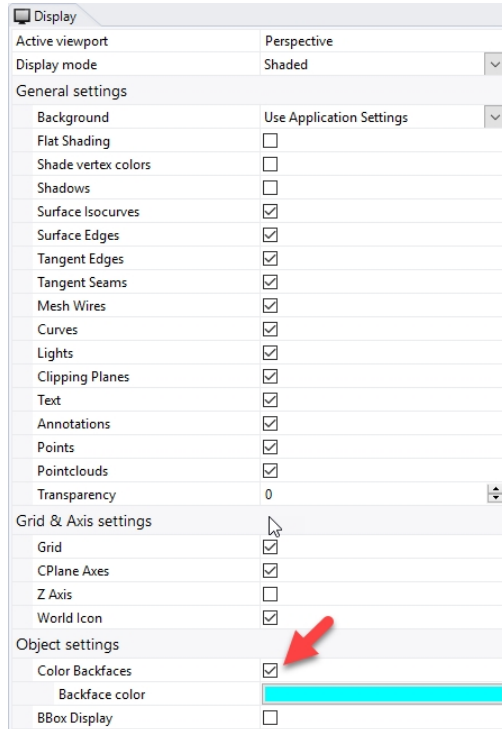 Display
Active viewport Perspective
Display mode Shaded
General settings
Background Use Application Settings
Flat Shading
Shade vertex colors
Shadows
Surface Isocurves
Surface Edges
Tangent Edges
Tangent Seams
Mesh Wires
Curves
Lights
Clipping Planes
Text
Annotations
Points
Pointclouds
Transparency 0
Grid & Axis settings
Grid
CPlane Axes
Z Axis
World Icon
Object settings
Color Backfaces
Backface color
BBox Display